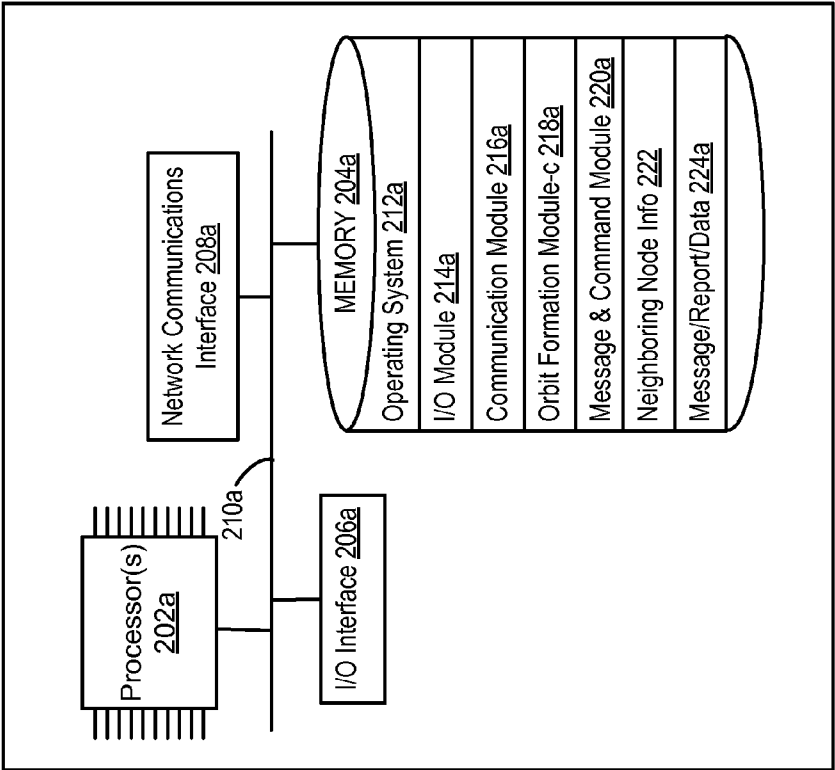 Processor(s)
202a
Network Communications
Interface 208a
210a
I/O Interface 206a
MEMORY 204a
Operating System 212a
I/O Module 214a
Communication Module 216a
Orbit Formation Module-c 218a
Message & Command Module 220a
Neighboring Node Info 222
Message/Report/Data 224a